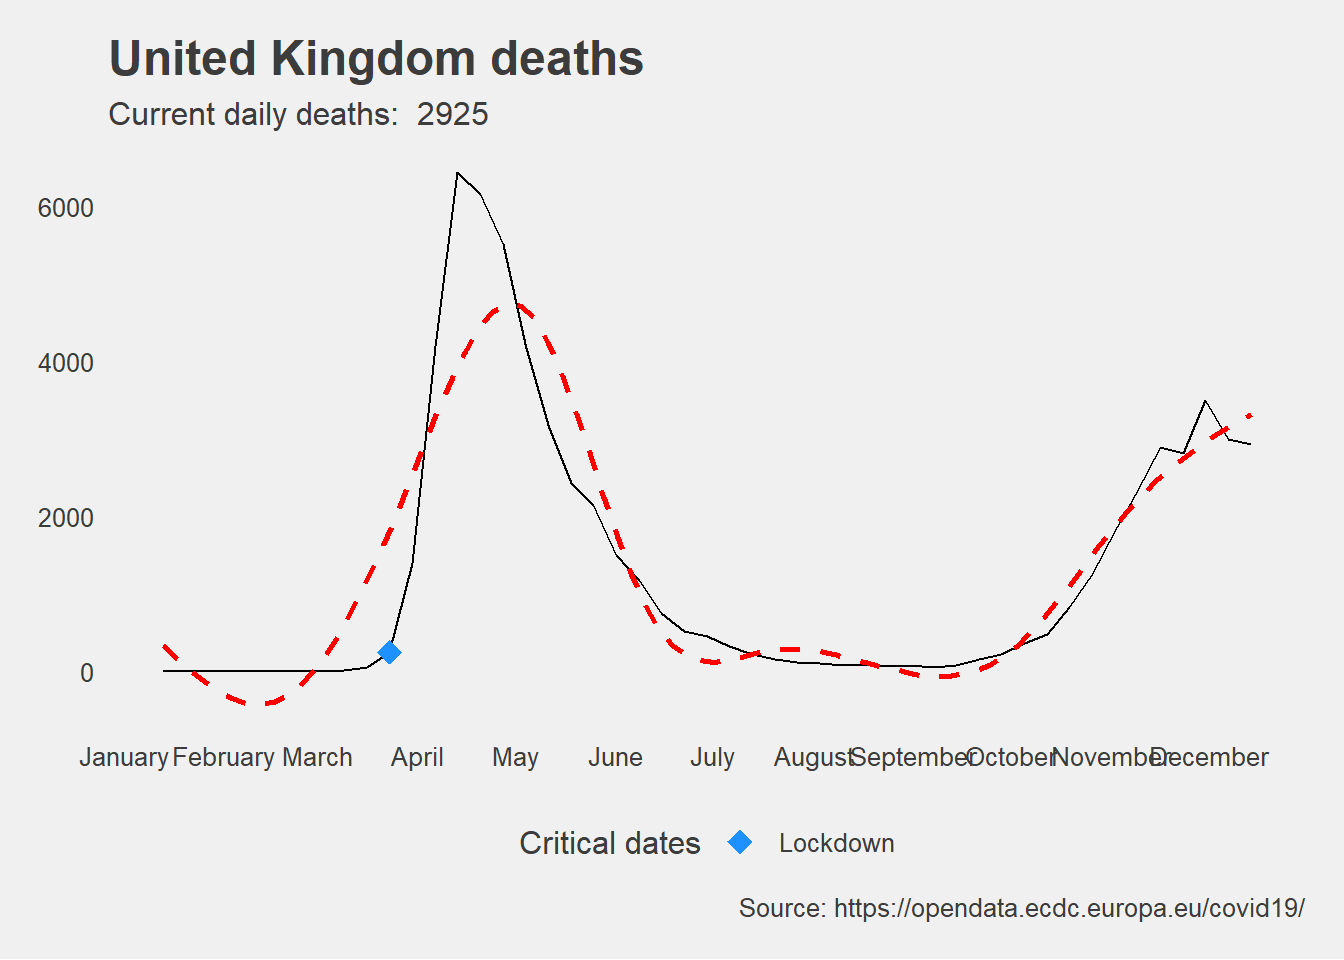 United Kingdom deaths
Current daily deaths:  2925
6000
4000
2000
0
January February March April May June July August September October November December
Critical dates Lockdown
Source: https://opendata.ecdc.europa.eu/covid19/